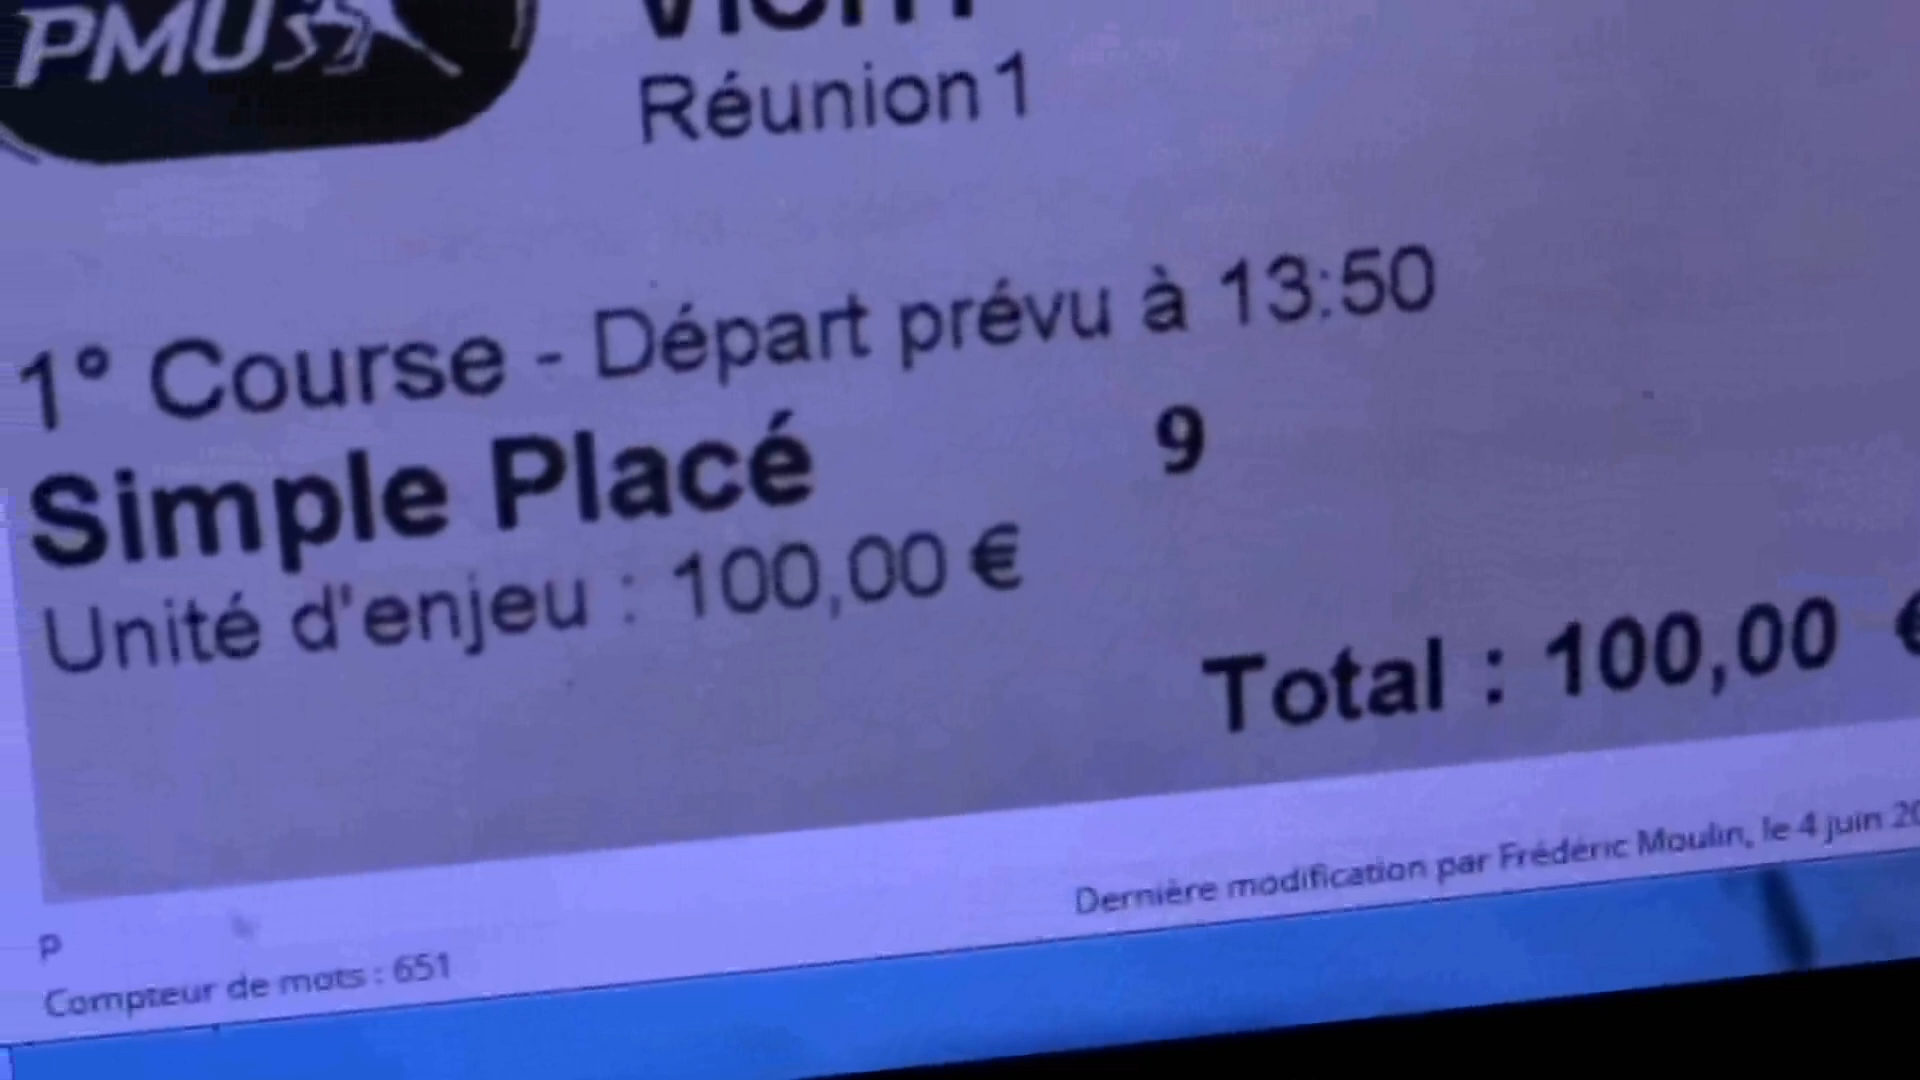 PMU
Réunion 1
1° Course - Départ prévu à 13:50
Simple Placé 9
Unité d'enjeu : 100,00 €
Total : 100,00 €
Dernière modification par Frédéric Moulin, le 4 juin 20
P
Compteur de mots : 651